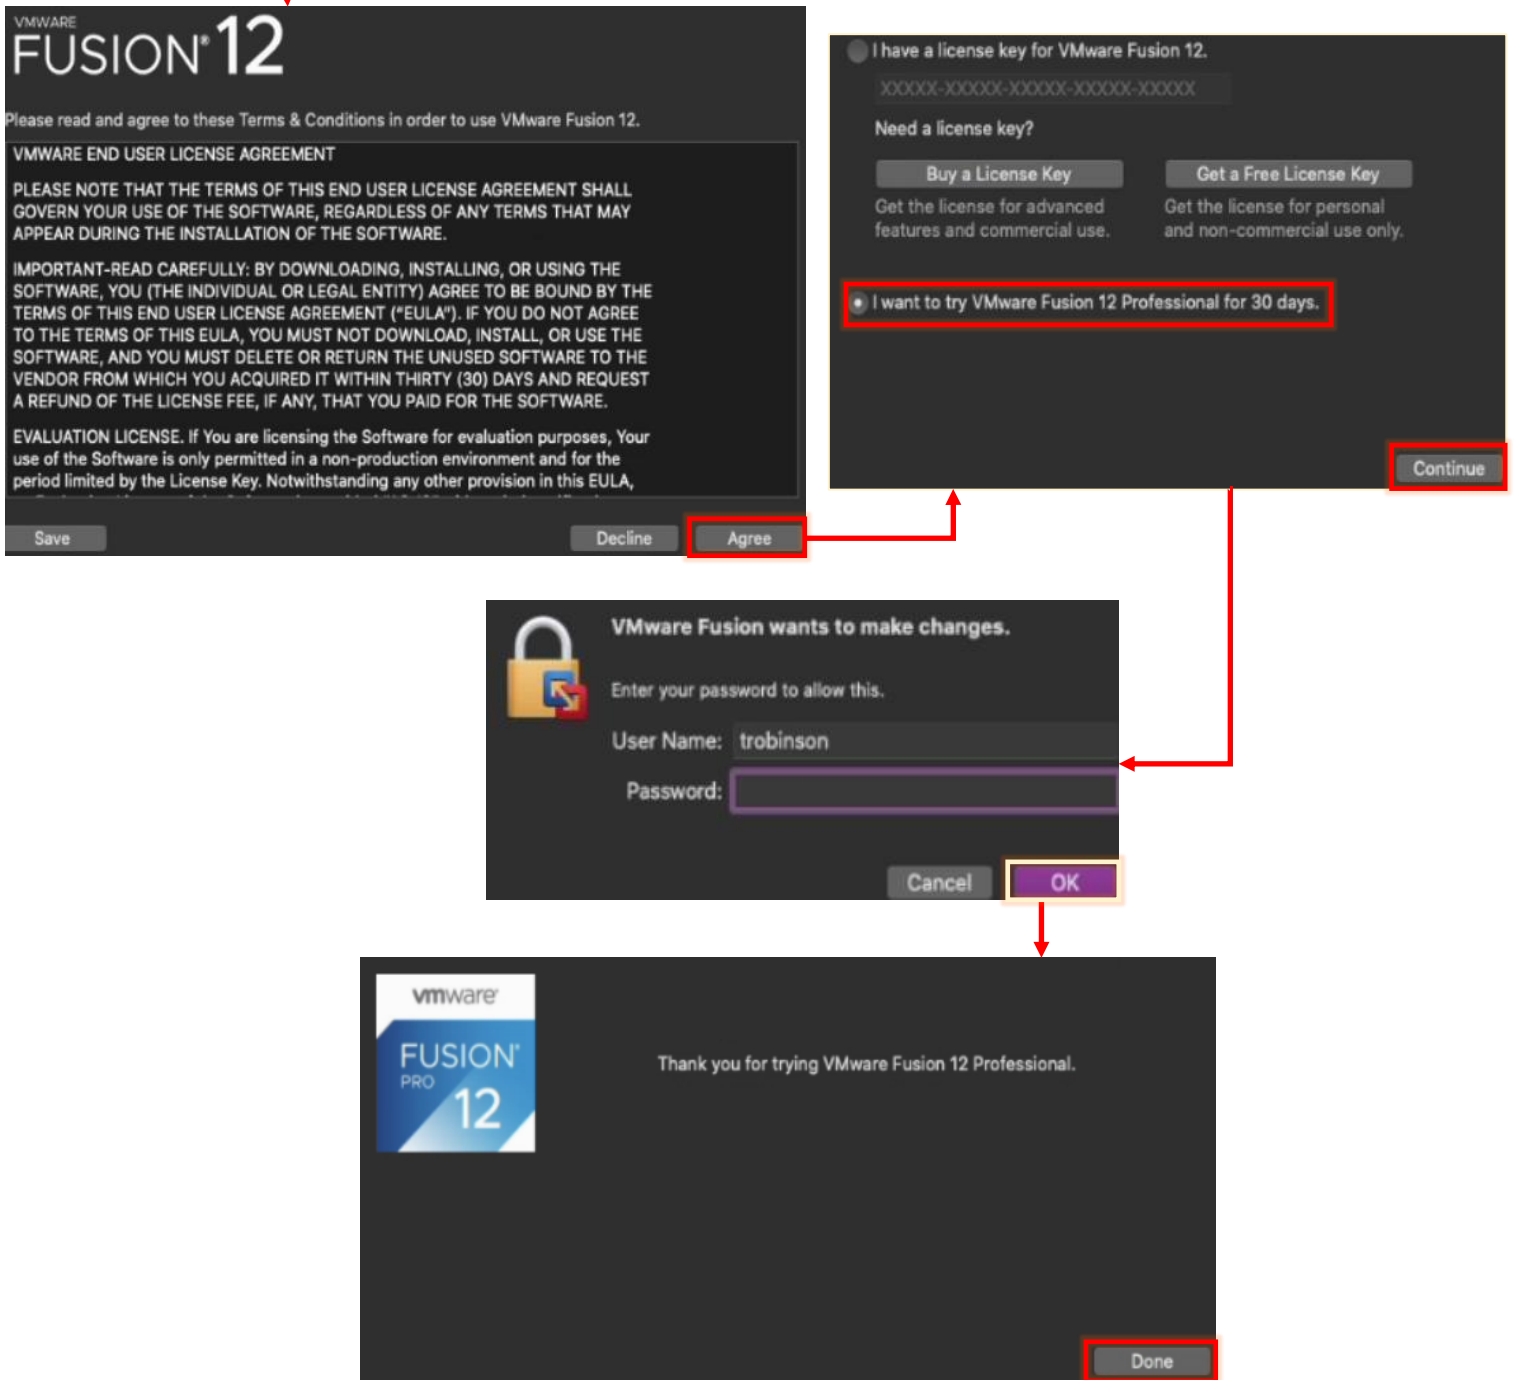 VMWARE
FUSION® 12
Please read and agree to these Terms & Conditions in order to use VMware Fusion 12.
VMWARE END USER LICENSE AGREEMENT
PLEASE NOTE THAT THE TERMS OF THIS END USER LICENSE AGREEMENT SHALL
GOVERN YOUR USE OF THE SOFTWARE, REGARDLESS OF ANY TERMS THAT MAY
APPEAR DURING THE INSTALLATION OF THE SOFTWARE.
IMPORTANT-READ CAREFULLY: BY DOWNLOADING, INSTALLING, OR USING THE
SOFTWARE, YOU (THE INDIVIDUAL OR LEGAL ENTITY) AGREE TO BE BOUND BY THE
TERMS OF THIS END USER LICENSE AGREEMENT (“EULA”). IF YOU DO NOT AGREE
TO THE TERMS OF THIS EULA, YOU MUST NOT DOWNLOAD, INSTALL, OR USE THE
SOFTWARE, AND YOU MUST DELETE OR RETURN THE UNUSED SOFTWARE TO THE
VENDOR FROM WHICH YOU ACQUIRED IT WITHIN THIRTY (30) DAYS AND REQUEST
A REFUND OF THE LICENSE FEE, IF ANY, THAT YOU PAID FOR THE SOFTWARE.
EVALUATION LICENSE. If You are licensing the Software for evaluation purposes, Your
use of the Software is only permitted in a non-production environment and for the
period limited by the License Key. Notwithstanding any other provision in this EULA,
Save
Decline
Agree
I have a license key for VMware Fusion 12.
XXXXX-XXXXX-XXXXX-XXXXX-XXXXX
Need a license key?
Buy a License Key
Get a Free License Key
Get the license for advanced
features and commercial use.
Get the license for personal
and non-commercial use only.
I want to try VMware Fusion 12 Professional for 30 days.
Continue
VMware Fusion wants to make changes.
Enter your password to allow this.
User Name: trobinson
Password:
Cancel
OK
vmware®
FUSION®
PRO
12
Thank you for trying VMware Fusion 12 Professional.
Done